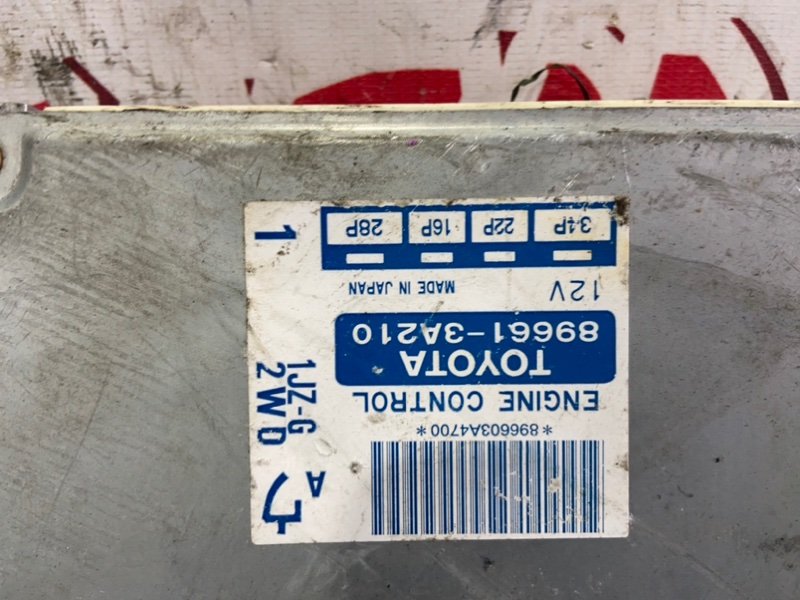 *896603A4700*
ENGINE CONTROL
TOYOTA
89661-3A210
12V MADE IN JAPAN
34P 22P 16P 28P
A
1JZ-G
2WD
1